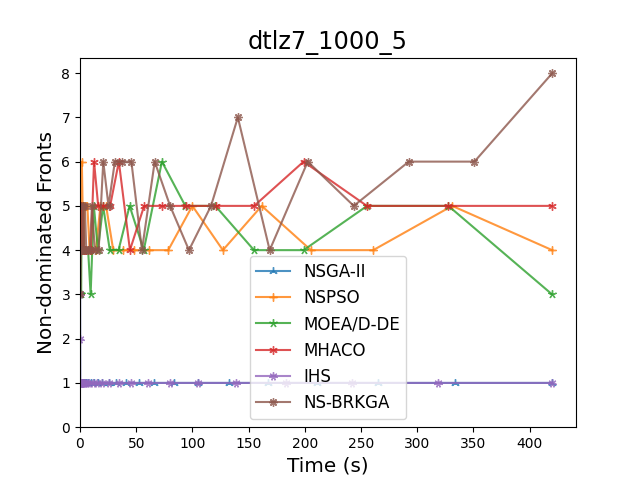 dtlz7_1000_5
Non-dominated Fronts
8
7
6
5
4
3
2
1
0
NSGA-II
NSPSO
MOEA/D-DE
MHACO
IHS
NS-BRKGA
0 50 100 150 200 250 300 350 400
Time (s)